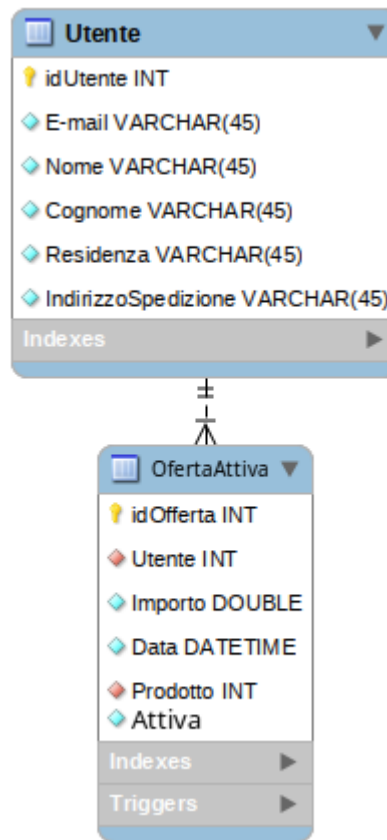 Utente
idUtente INT
E-mail VARCHAR(45)
Nome VARCHAR(45)
Cognome VARCHAR(45)
Residenza VARCHAR(45)
IndirizzoSpedizione VARCHAR(45)
Indexes
OfertaAttiva
idOfferta INT
Utente INT
Importo DOUBLE
Data DATETIME
Prodotto INT
Attiva
Indexes
Triggers